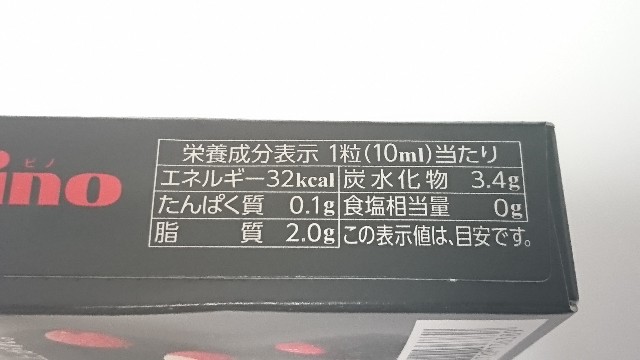 ピノ
ino
栄養成分表示 1粒(10ml)当たり
エネルギー32kcal 炭水化物 3.4g
たんぱく質 0.1g 食塩相当量 0g
脂質 2.0g この表示値は、目安です。